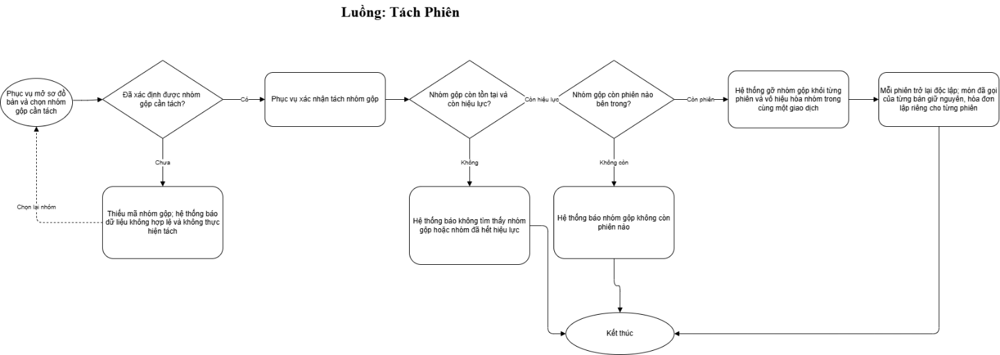 Luồng: Tách Phiên
Phục vụ mở sơ đồ
bàn và chọn nhóm
gộp cần tách
Đã xác định được nhóm
gộp cần tách?
Có
Phục vụ xác nhận tách nhóm gộp
Nhóm gộp còn tồn tại và
còn hiệu lực?
Còn hiệu lực
Nhóm gộp còn phiên nào
bên trong?
Còn phiên
Hệ thống gỡ nhóm gộp khỏi từng
phiên và vô hiệu hóa nhóm trong
cùng một giao dịch
Mỗi phiên trở lại độc lập; món đã gọi
của từng bàn giữ nguyên, hóa đơn
lập riêng cho từng phiên
Chưa
Không
Không còn
Chọn lại nhóm
Thiếu mã nhóm gộp; hệ thống báo
dữ liệu không hợp lệ và không thực
hiện tách
Hệ thống báo không tìm thấy nhóm
gộp hoặc nhóm đã hết hiệu lực
Hệ thống báo nhóm gộp không còn
phiên nào
Kết thúc